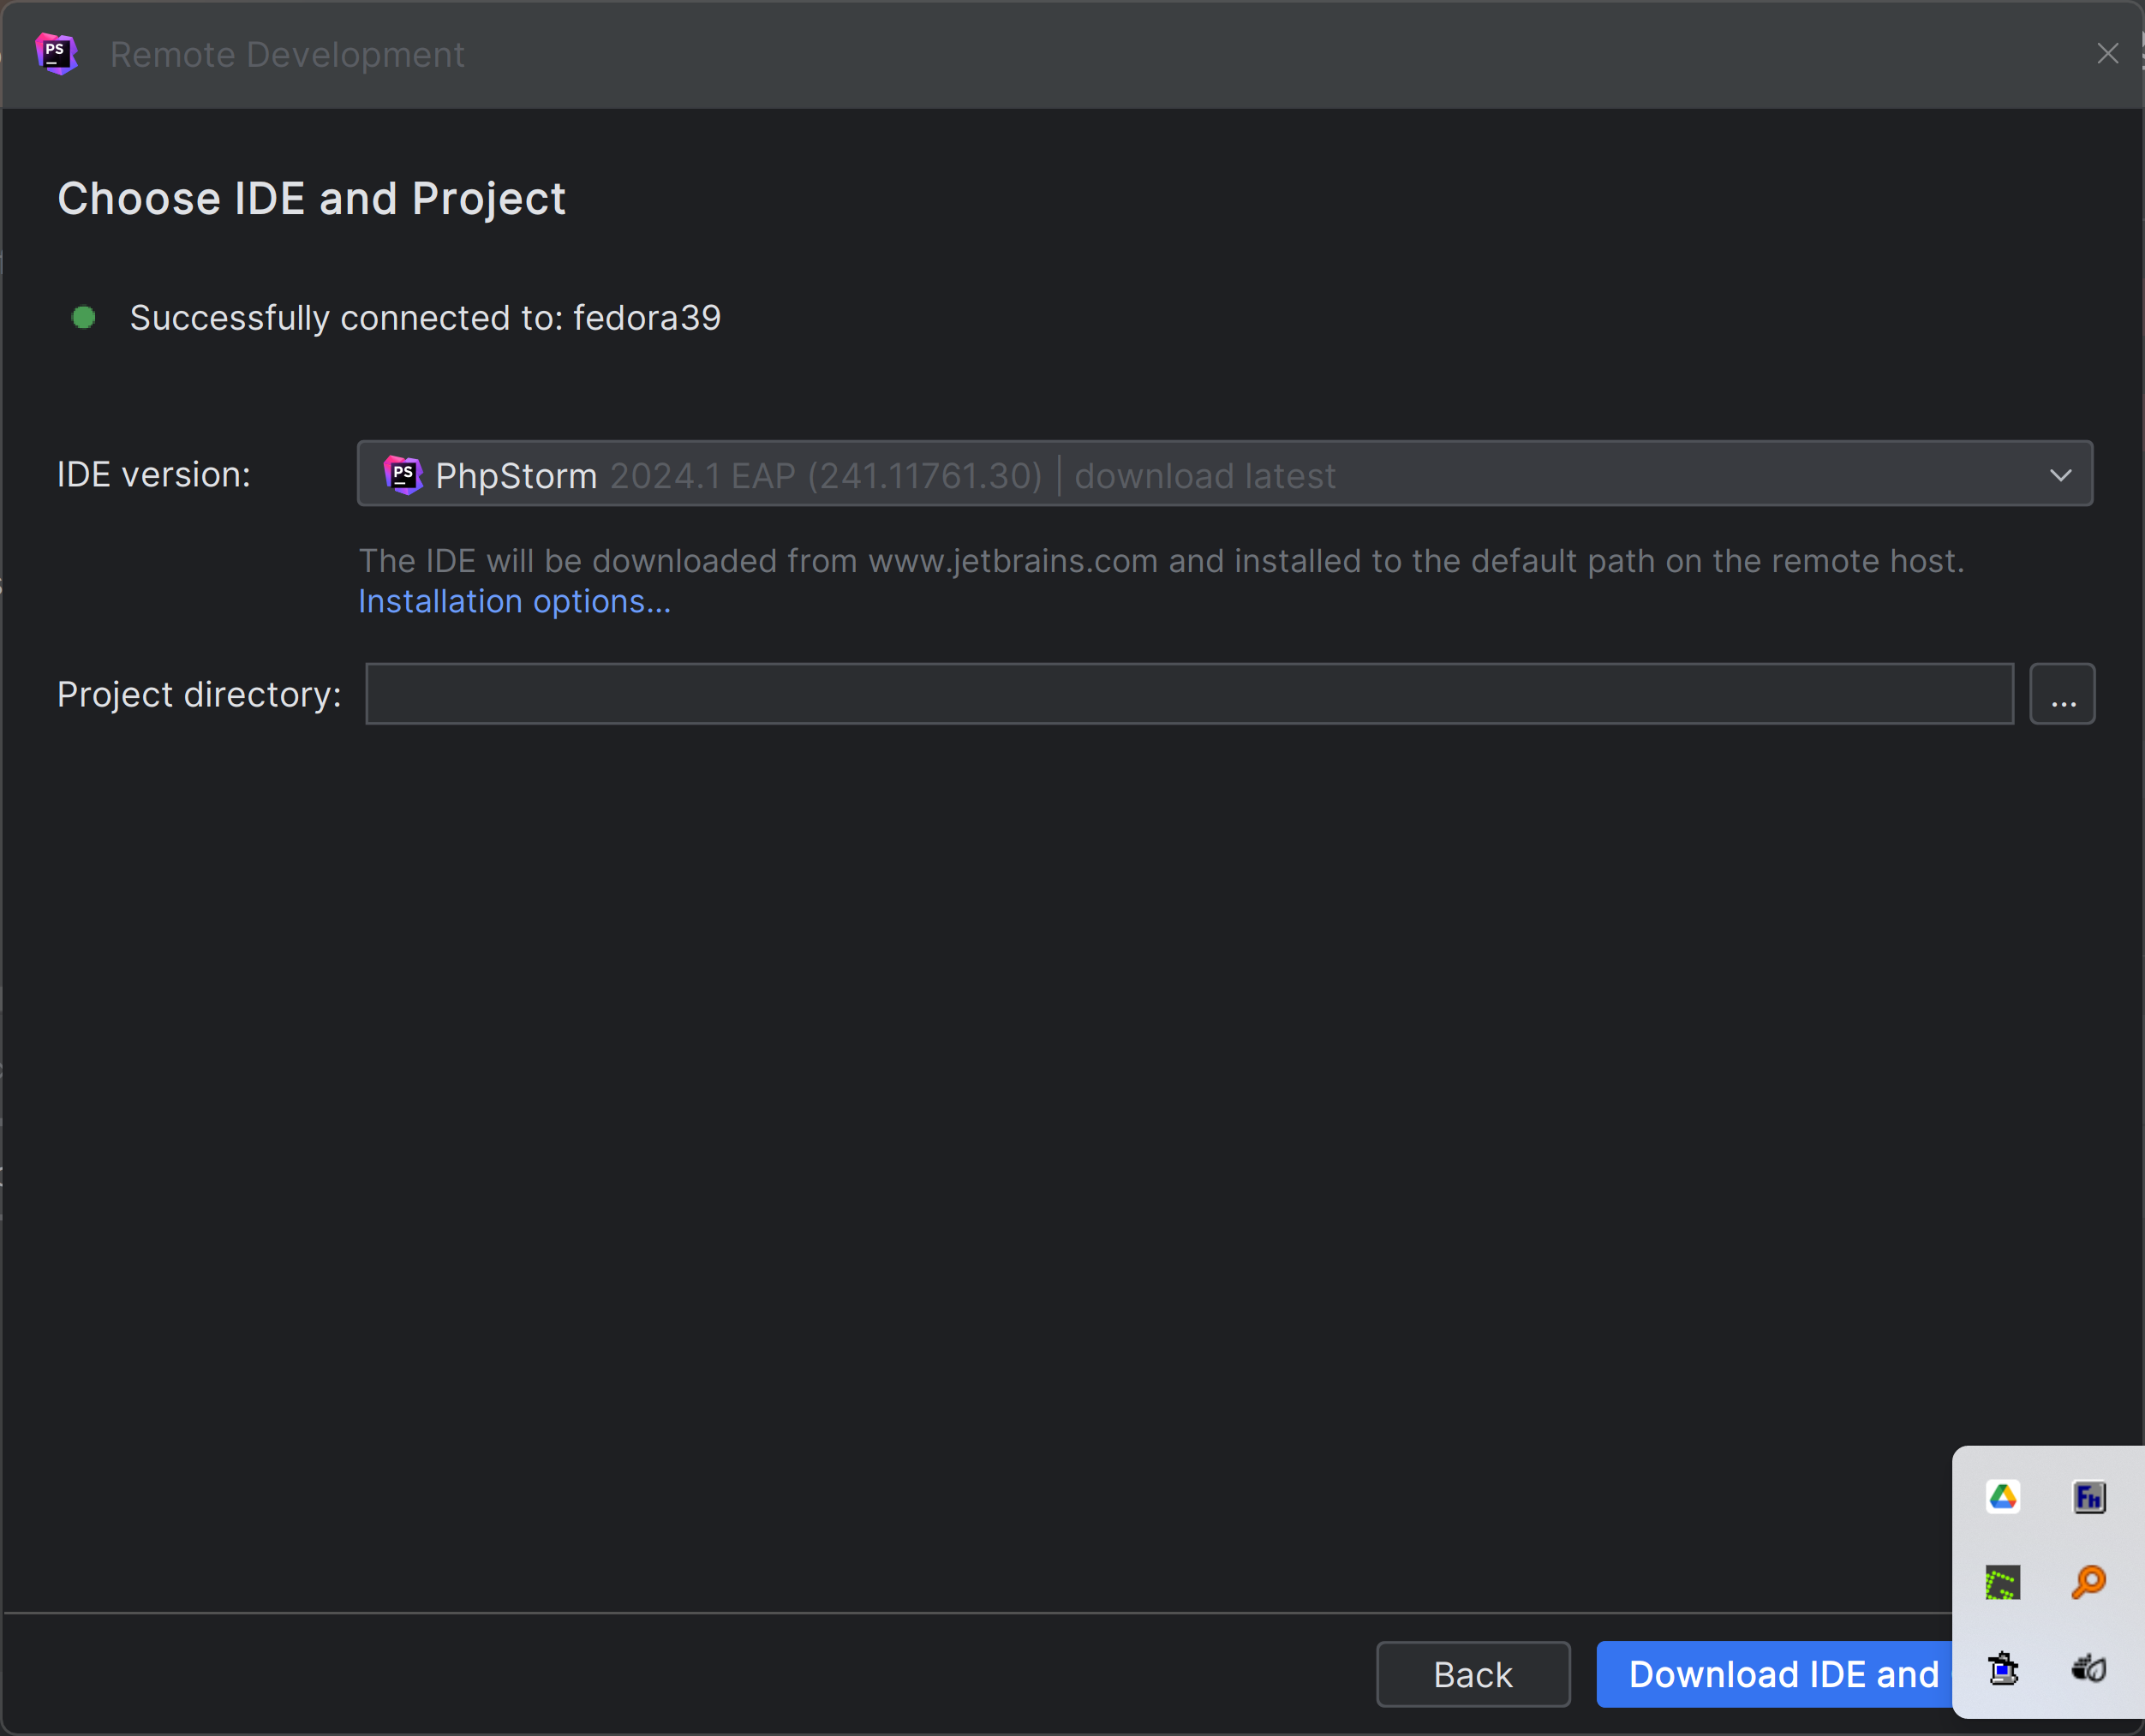 PS Remote Development
Choose IDE and Project
Successfully connected to: fedora39
IDE version: PS PhpStorm 2024.1 EAP (241.11761.30) | download latest
The IDE will be downloaded from www.jetbrains.com and installed to the default path on the remote host.
Installation options...
Project directory: ...
Back Download IDE and